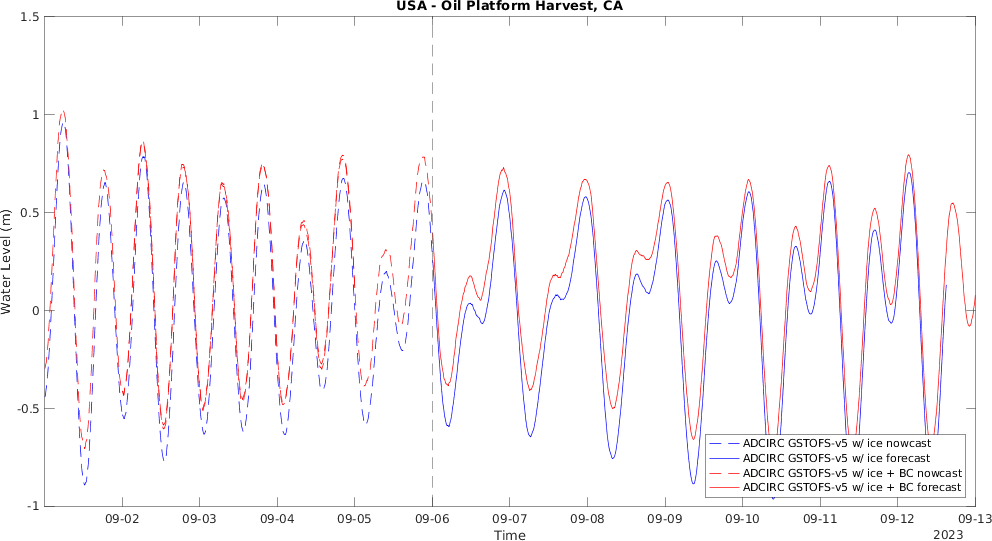 USA - Oil Platform Harvest, CA
1.5
1
0.5
0
-0.5
-1
Water Level (m)
ADCIRC GSTOFS-v5 w/ ice nowcast
ADCIRC GSTOFS-v5 w/ ice forecast
ADCIRC GSTOFS-v5 w/ ice + BC nowcast
ADCIRC GSTOFS-v5 w/ ice + BC forecast
09-02 09-03 09-04 09-05 09-06 09-07 09-08 09-09 09-10 09-11 09-12 09-13
Time
2023